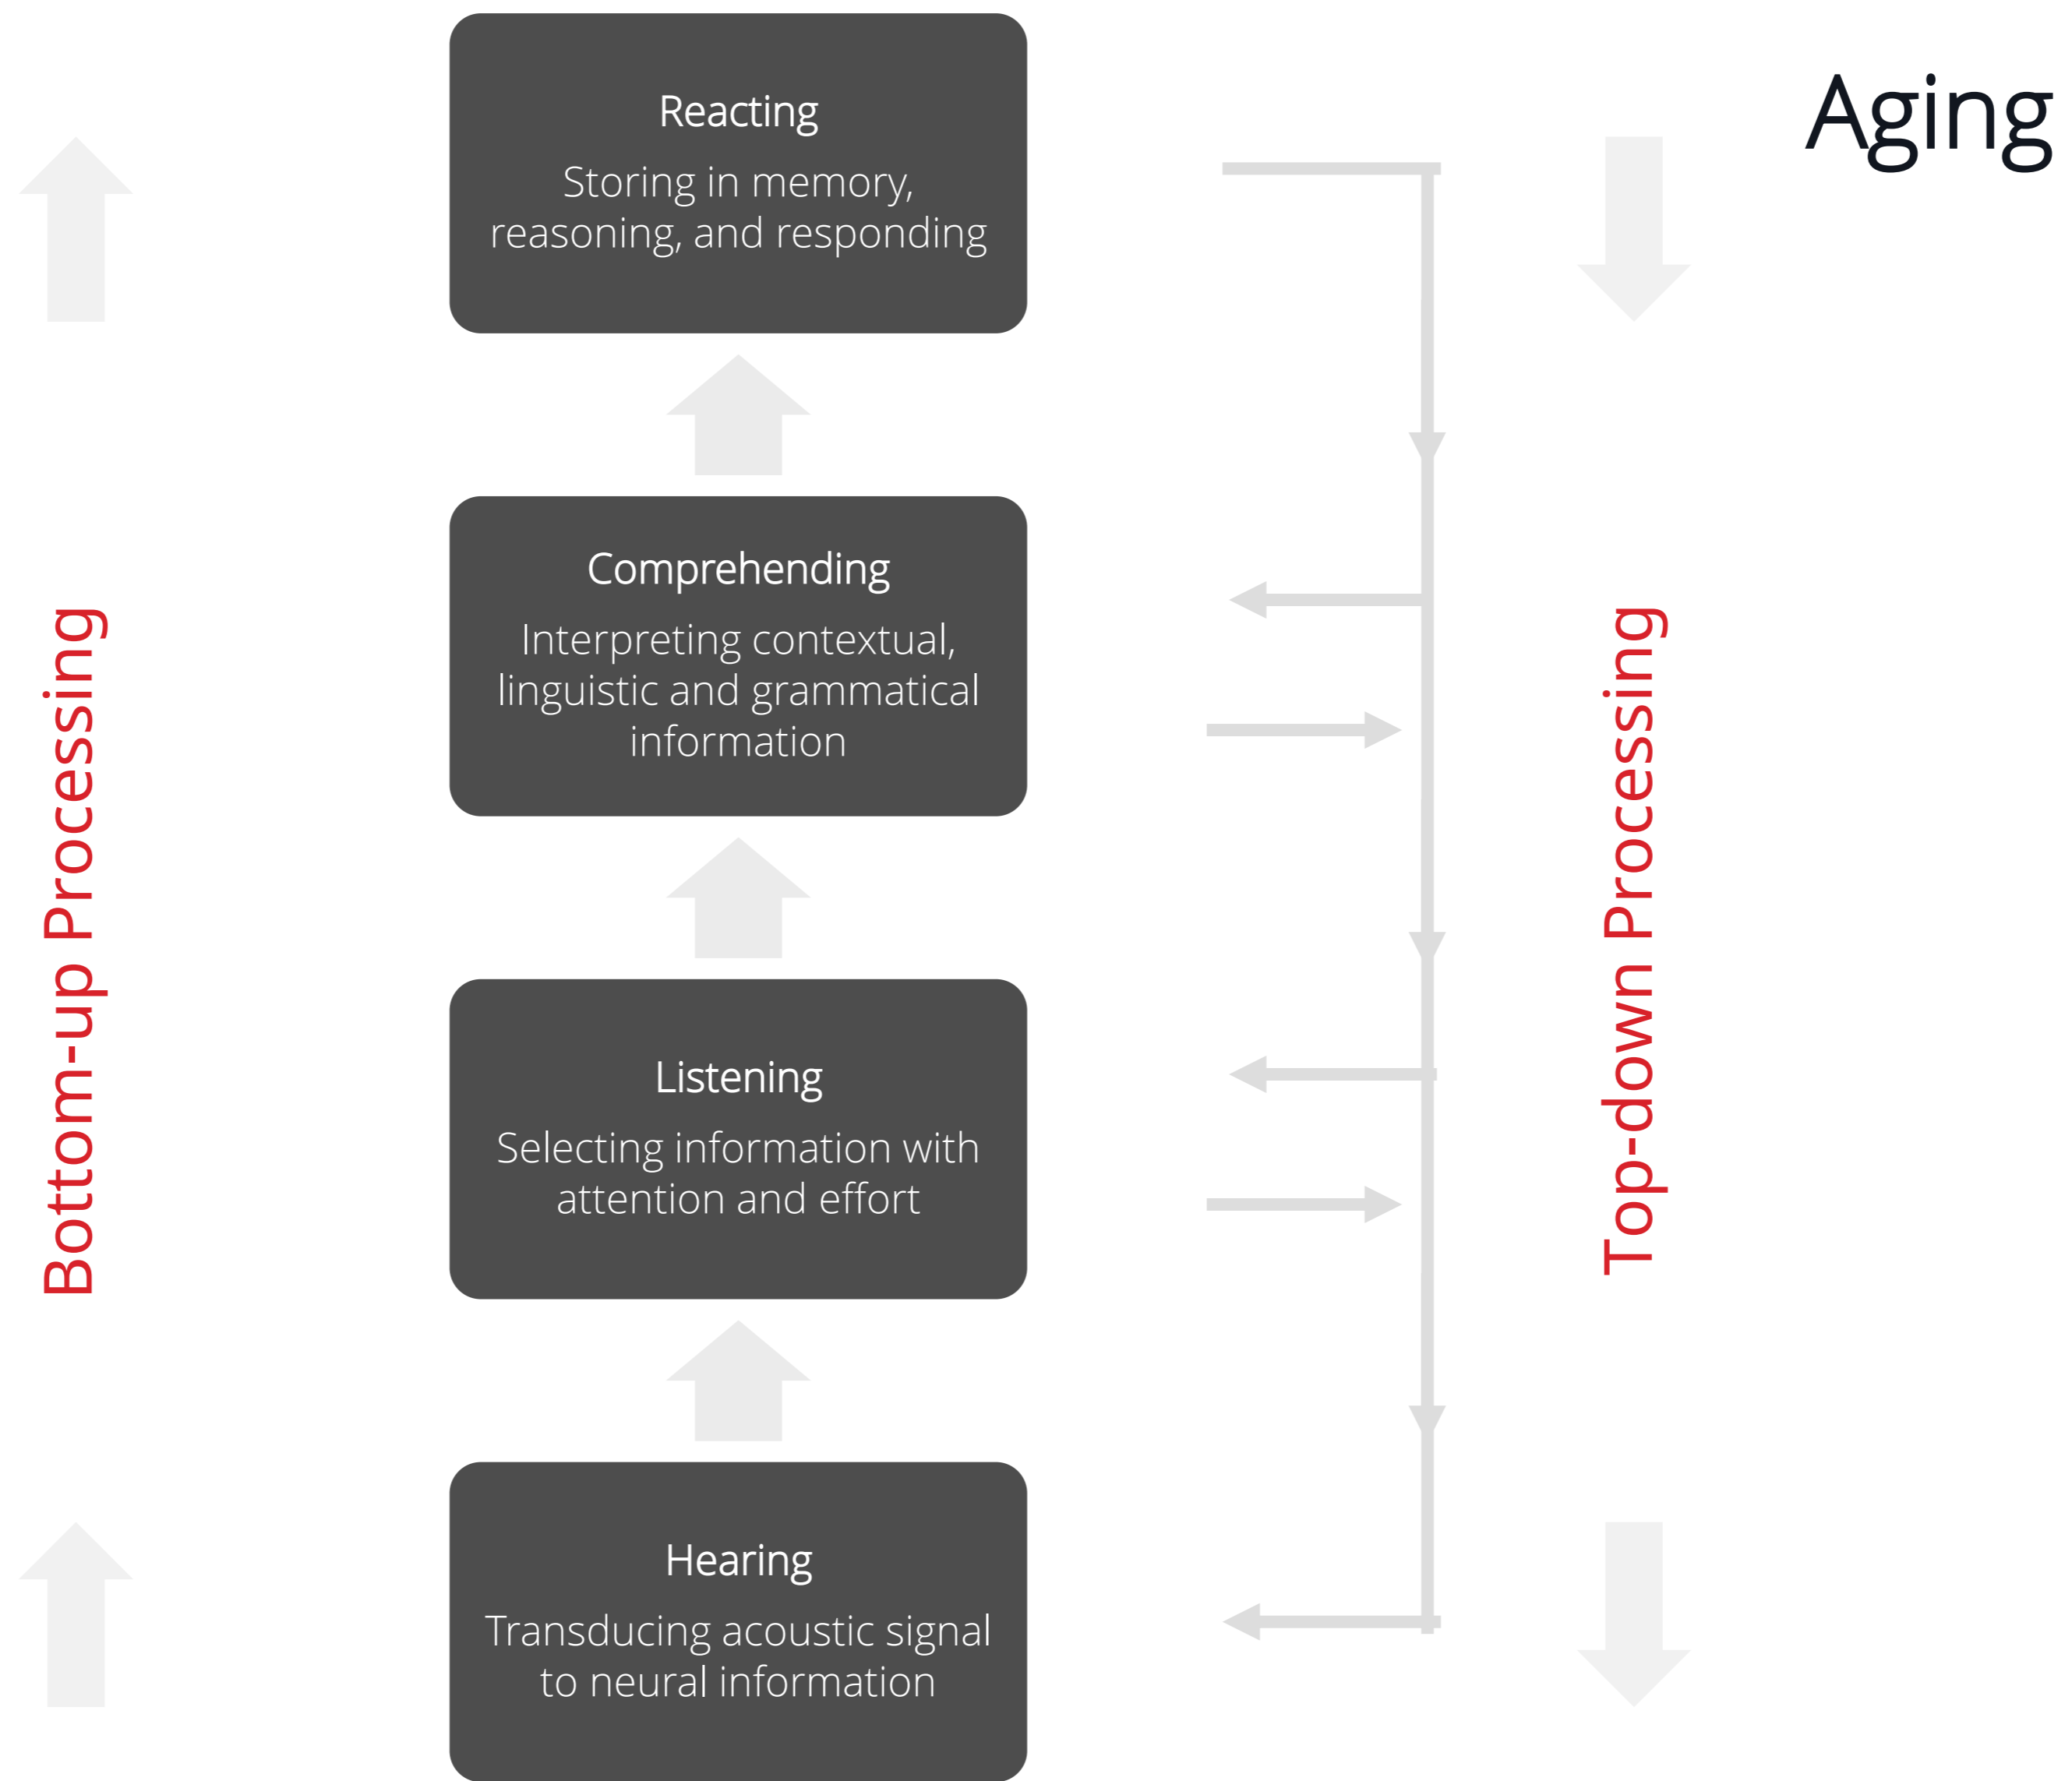 Aging
Bottom-up Processing
Reacting
Storing in memory,
reasoning, and responding
Comprehending
Interpreting contextual,
linguistic and grammatical
information
Listening
Selecting information with
attention and effort
Hearing
Transducing acoustic signal
to neural information
Top-down Processing